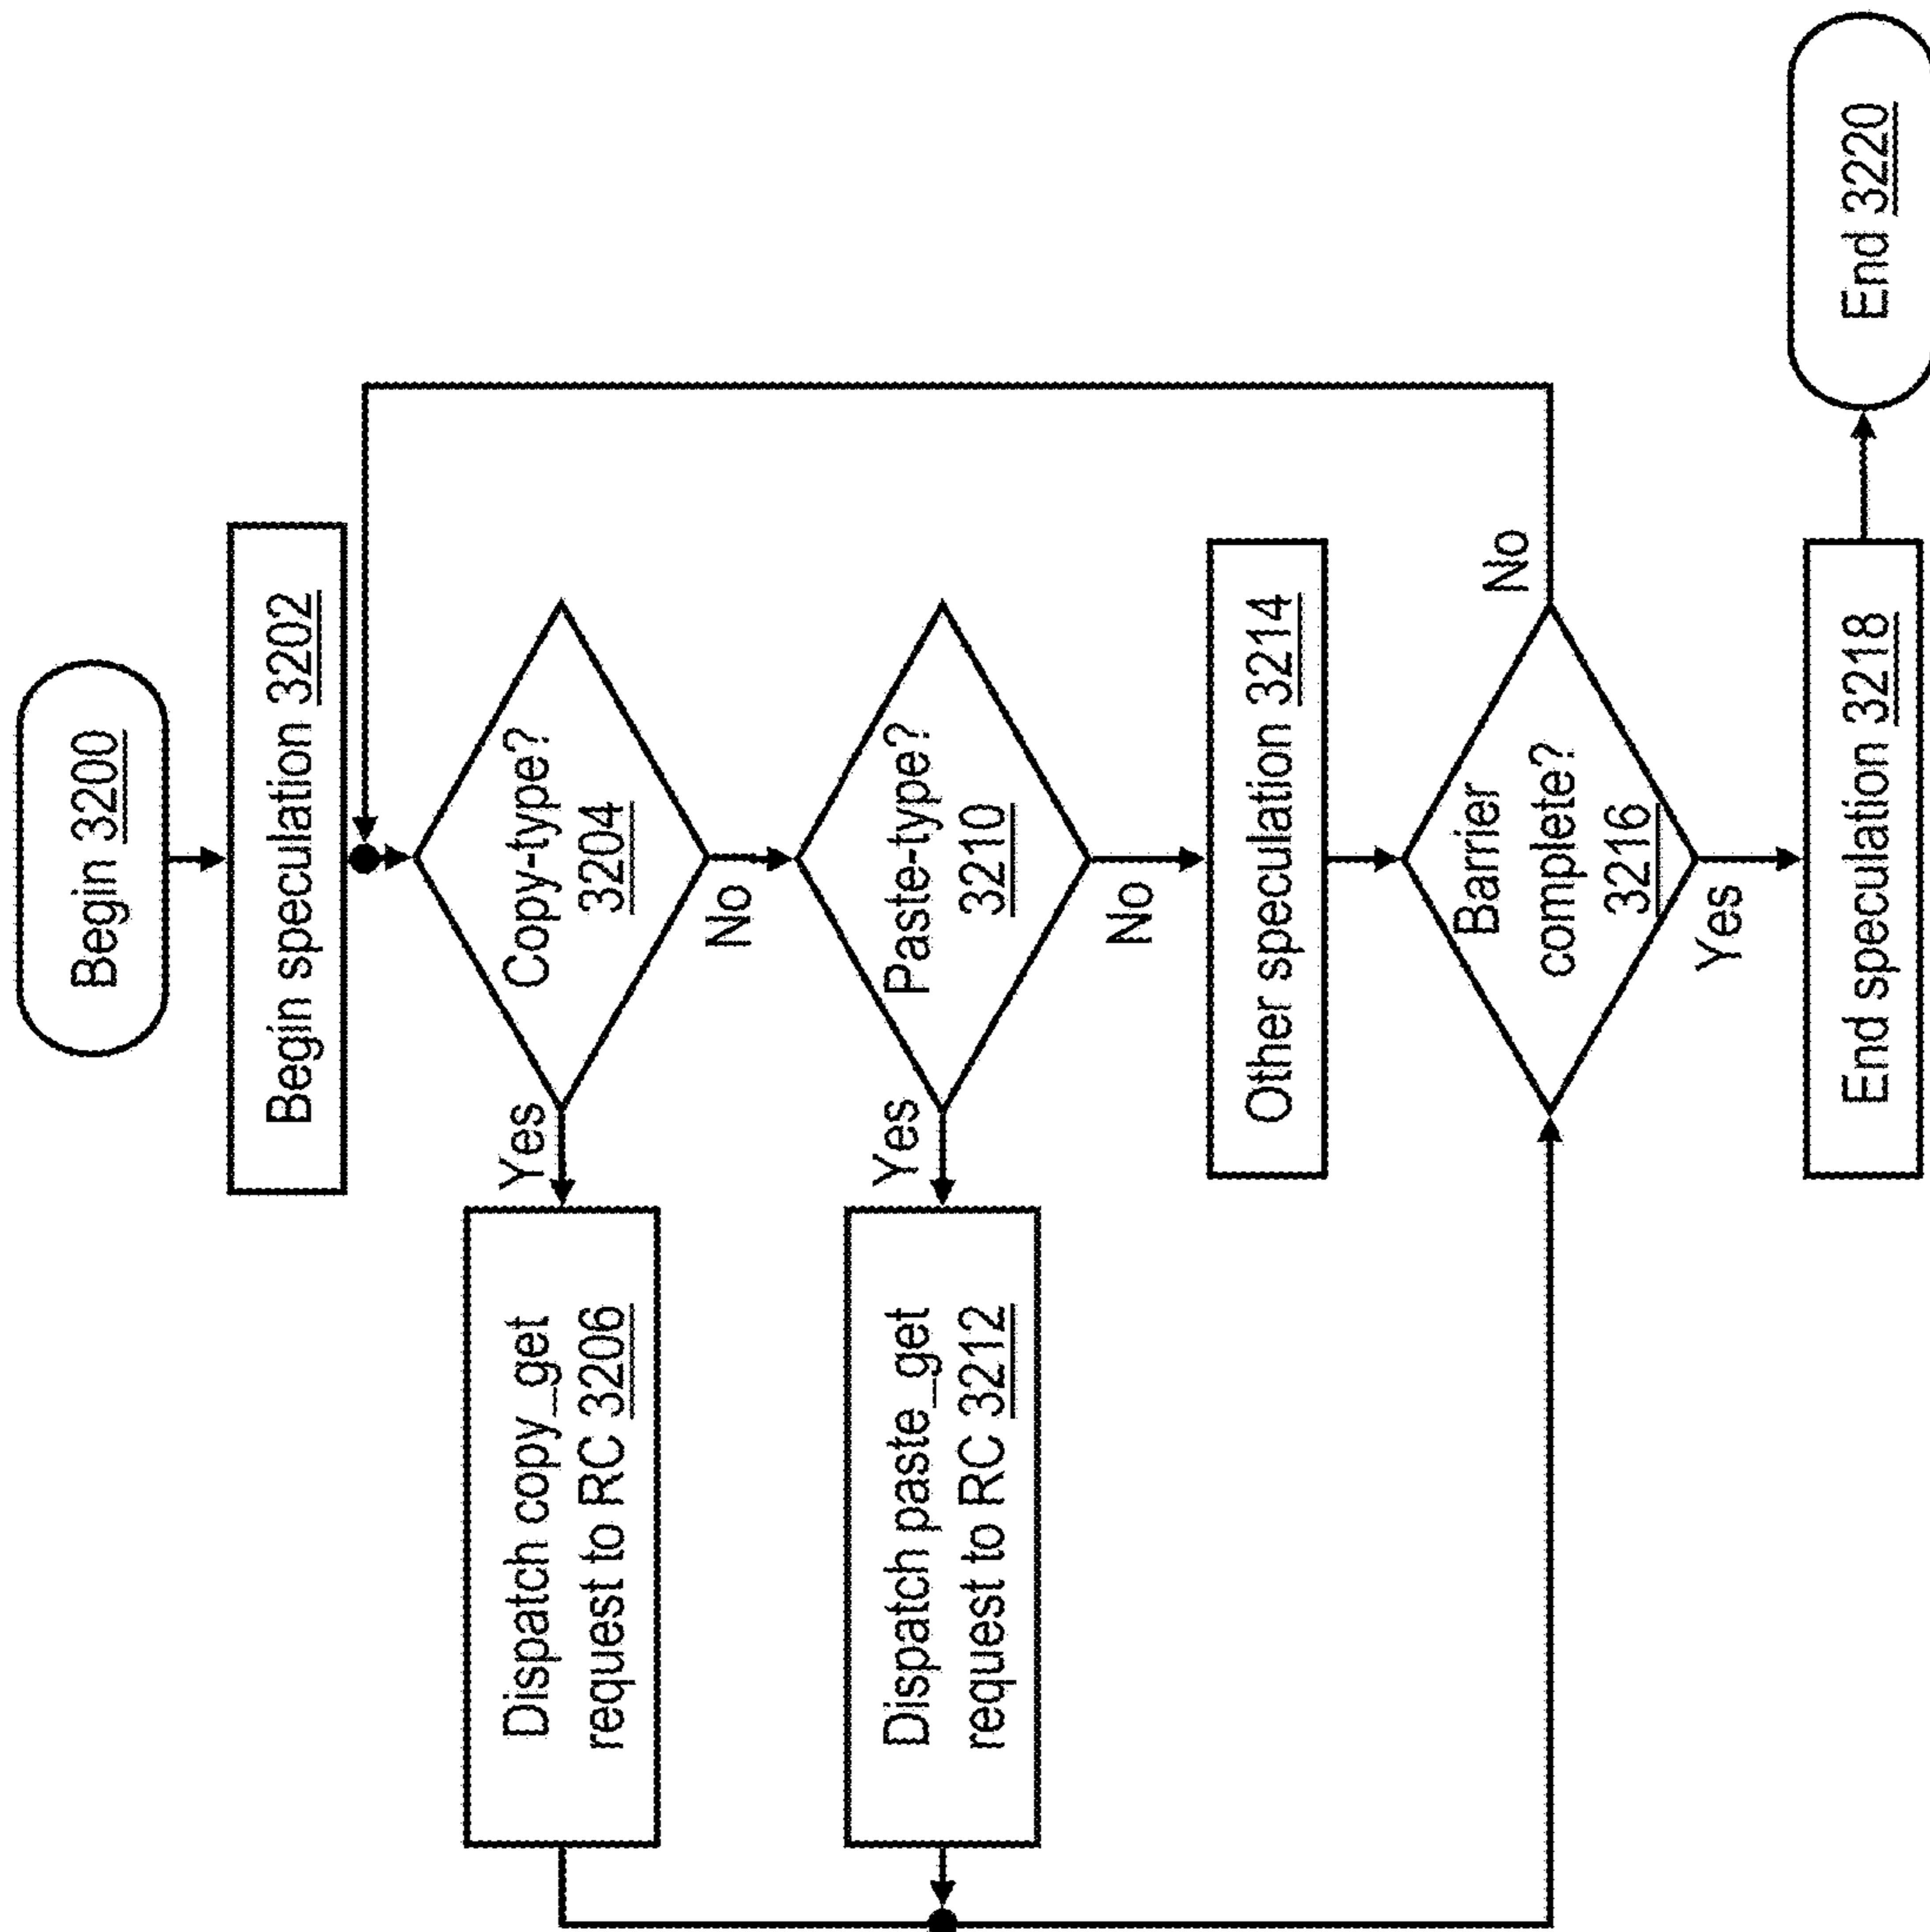 Begin 3200
Begin speculation 3202
Copy-type?
3204
Yes
No
Dispatch copy_get
request to RC 3206
Paste-type?
3210
Yes
No
Dispatch paste_get
request to RC 3212
Other speculation 3214
Barrier
complete?
3216
No
Yes
End speculation 3218
End 3220